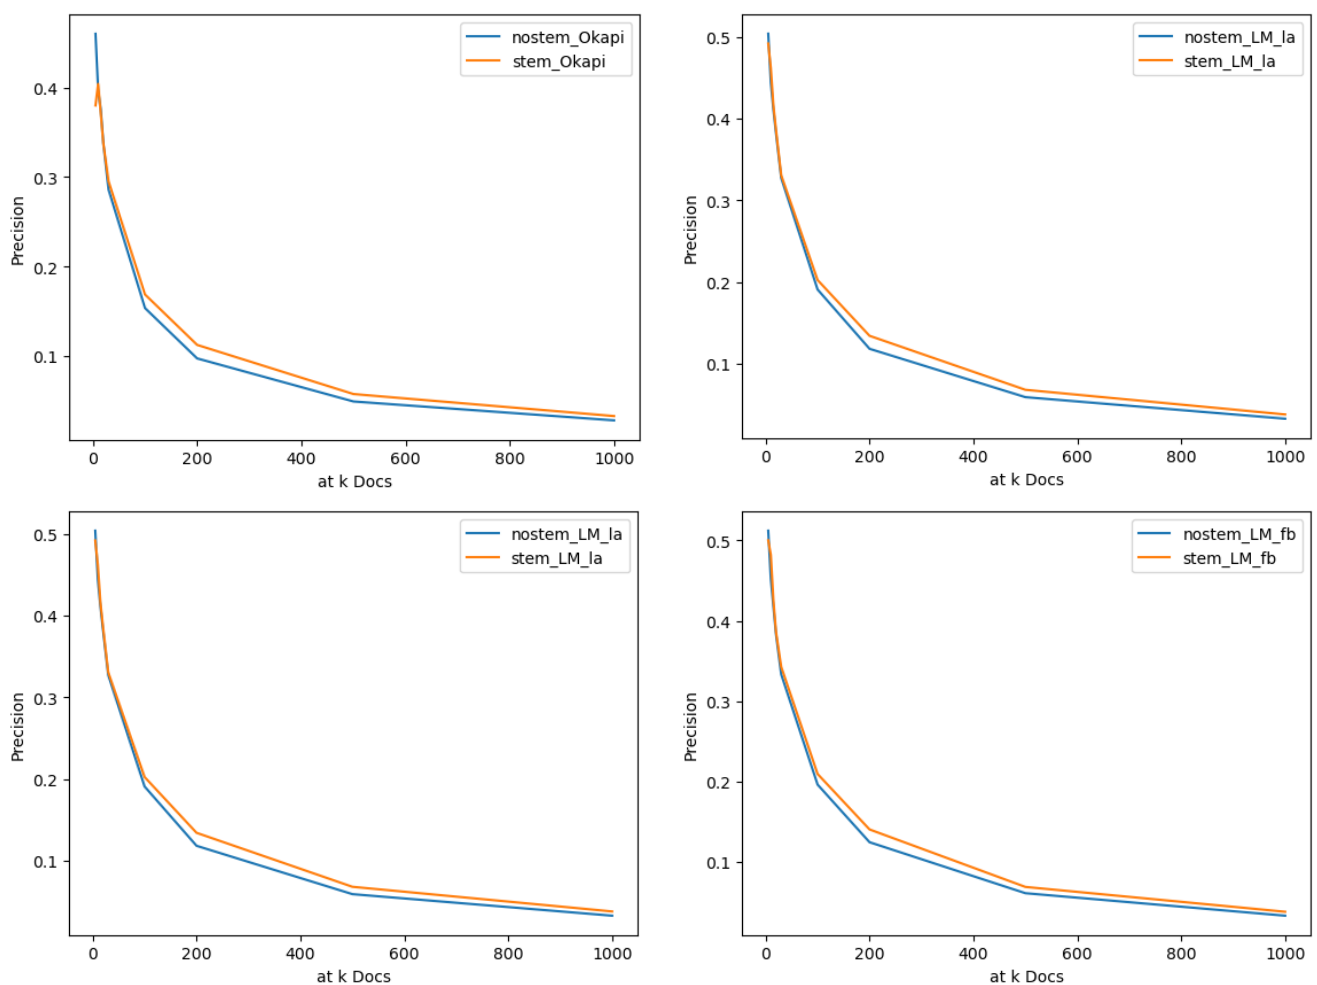 nostem_Okapi
stem_Okapi
0.4
0.3
0.2
0.1
Precision
0 200 400 600 800 1000
at k Docs
nostem_LM_la
stem_LM_la
0.5
0.4
0.3
0.2
0.1
Precision
0 200 400 600 800 1000
at k Docs
nostem_LM_la
stem_LM_la
0.5
0.4
0.3
0.2
0.1
Precision
0 200 400 600 800 1000
at k Docs
nostem_LM_fb
stem_LM_fb
0.5
0.4
0.3
0.2
0.1
Precision
0 200 400 600 800 1000
at k Docs